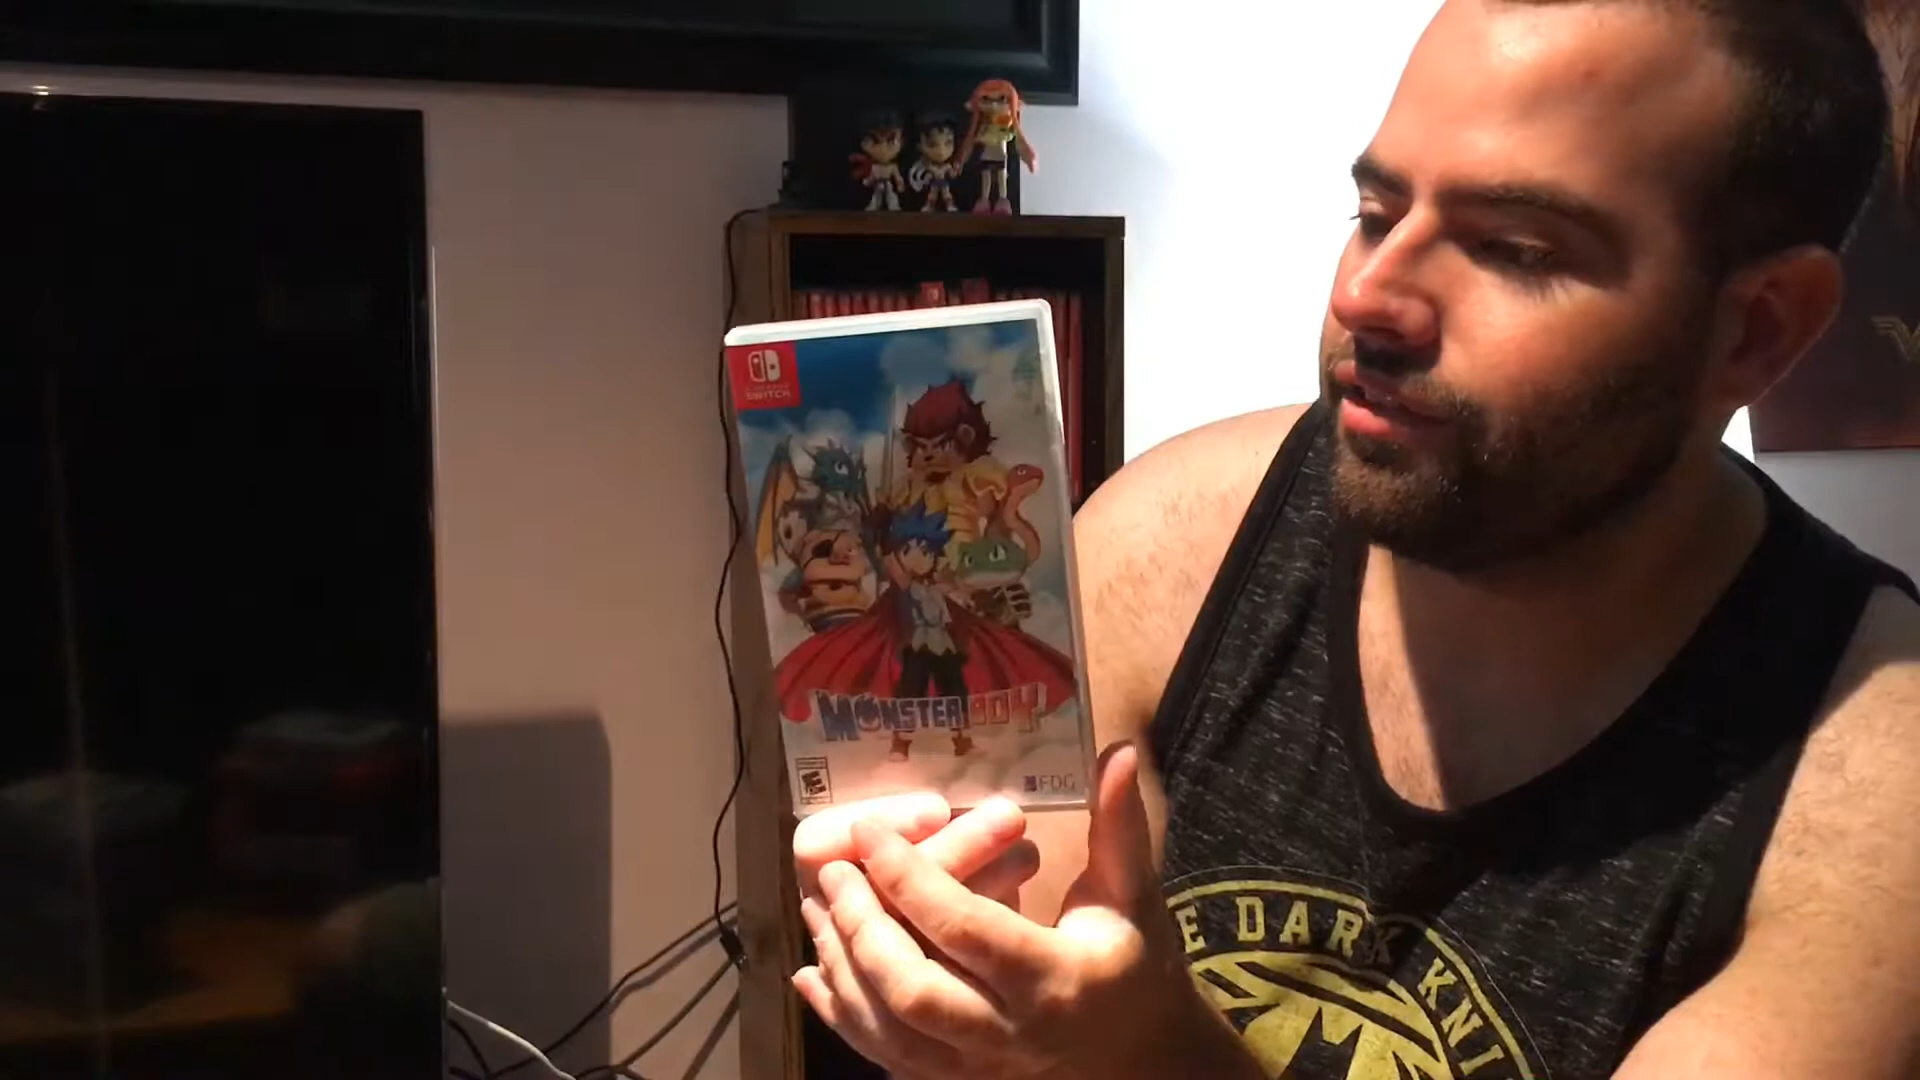 SWITCH
MONSTER BOY
E
FDG
E DARK KNI